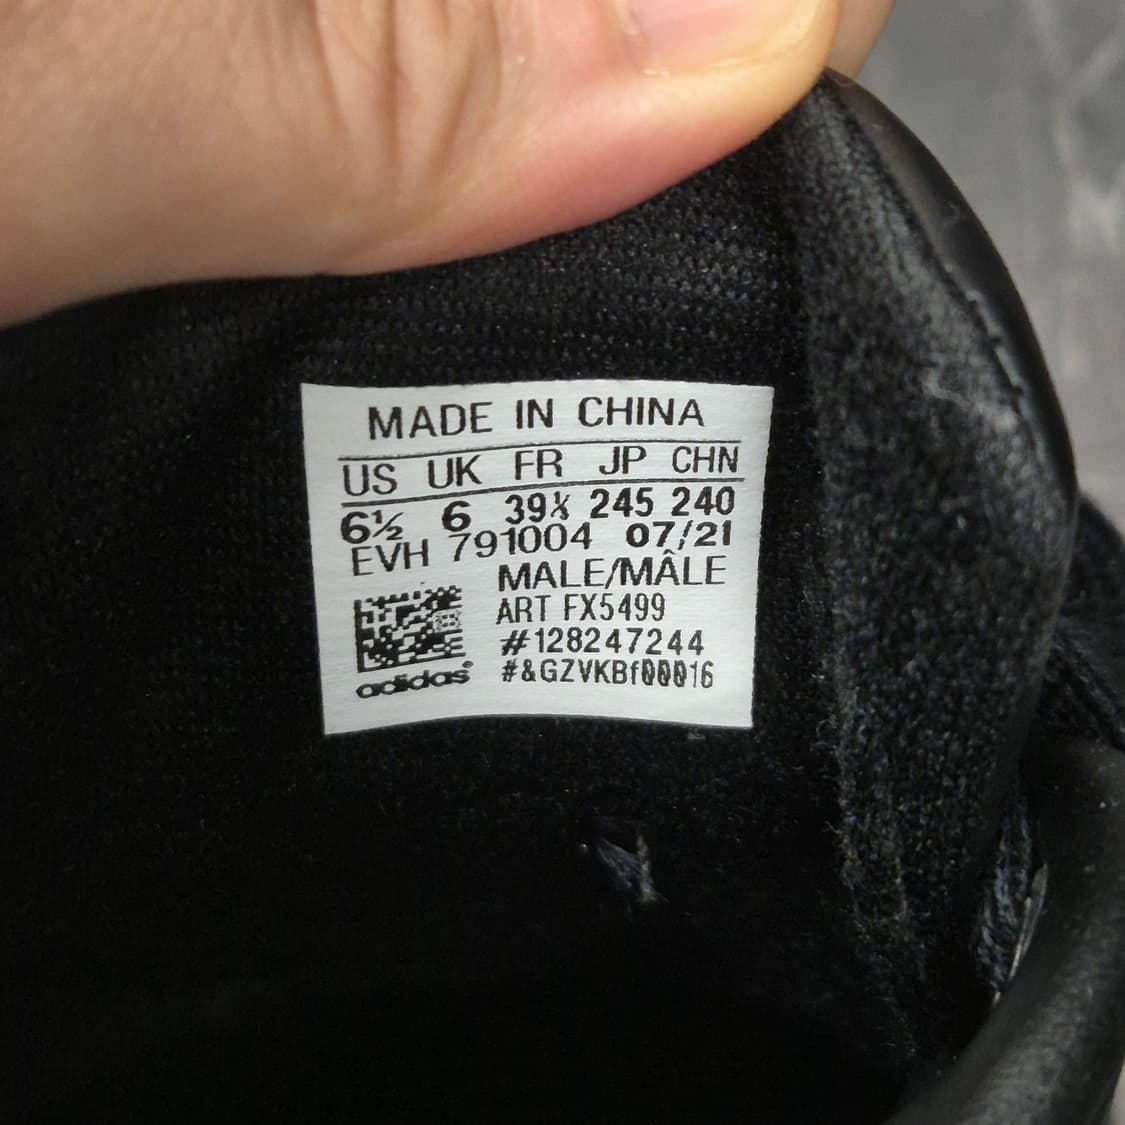 MADE IN CHINA
US UK FR JP CHN
6½ 6 39⅓ 245 240
EVH 791004 07/21
MALE/MÂLE
ART FX5499
#128247244
#&GZVKBf00016
adidas®